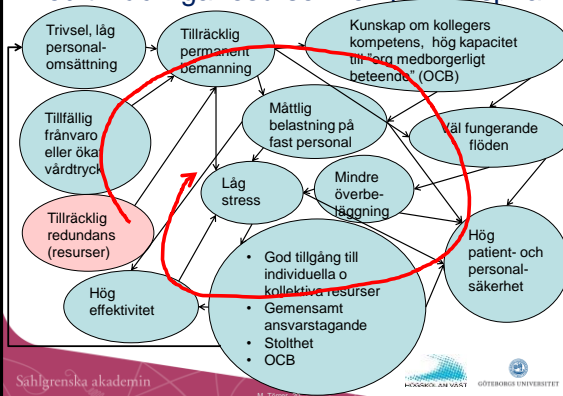 Trivsel, låg
personal-
omsättning
Tillräcklig
permanent
bemanning
Kunskap om kollegers
kompetens, hög kapacitet
till "org medborgerligt
beteende" (OCB)
Tillfällig
frånvaro
eller ökat
vårdtryck
Måttlig
belastning på
fast personal
Väl fungerande
flöden
Låg
stress
Mindre
överbe-
läggning
Tillräcklig
redundans
(resurser)
Hög
patient- och
personal-
säkerhet
• God tillgång till
individuella o
kollektiva resurser
• Gemensamt
ansvarstagande
• Stolthet
• OCB
Hög
effektivitet
Sahlgrenska akademin
HÖGSKOLAN VÄST
GÖTEBORGS UNIVERSITET